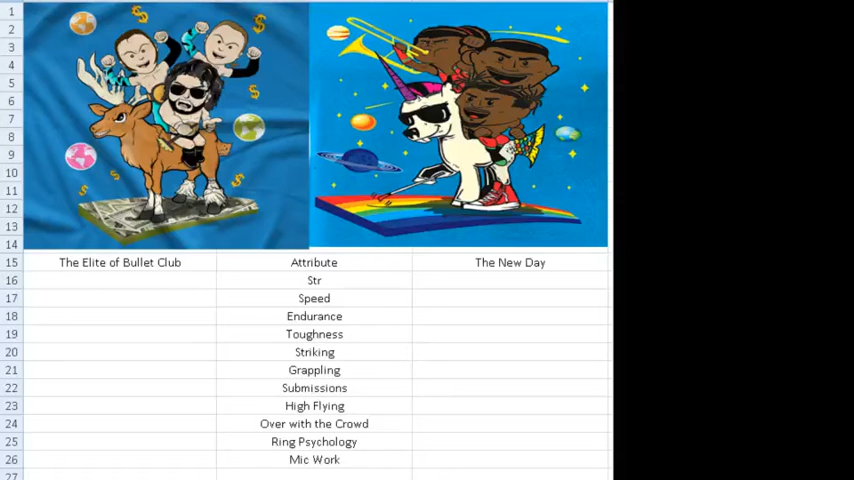 1
2
3
4
5
6
7
8
9
10
11
12
13
14
15 The Elite of Bullet Club Attribute The New Day
16 Str
17 Speed
18 Endurance
19 Toughness
20 Striking
21 Grappling
22 Submissions
23 High Flying
24 Over with the Crowd
25 Ring Psychology
26 Mic Work
27